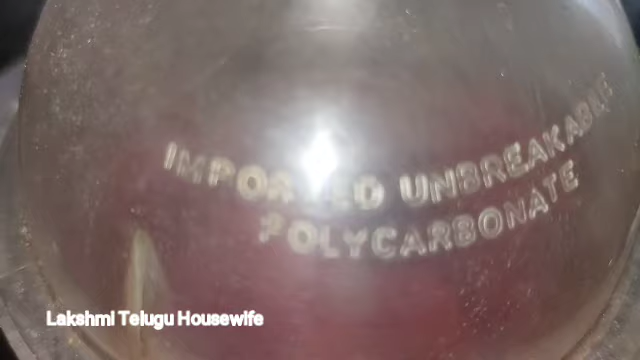 IMPORTED UNBREAKABLE
POLYCARBONATE
Lakshmi Telugu Housewife